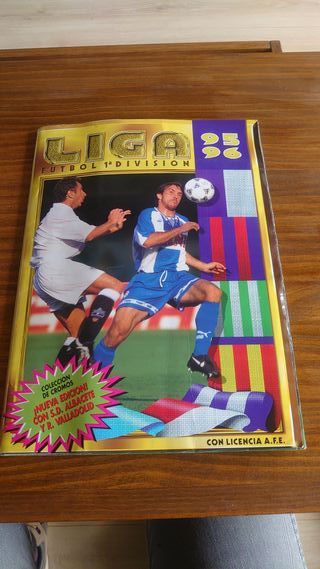 LIGA
FUTBOL 1ª DIVISION
95
96
COLECCION
DE CROMOS
¡NUEVA EDICION!
CON S.D. ALBACETE
Y R. VALLADOLID
CON LICENCIA A.F.E.